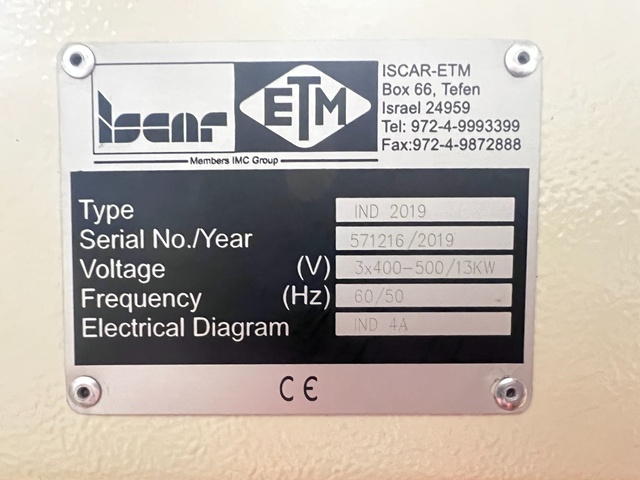 iscar
ETM
Members IMC Group
ISCAR-ETM
Box 66, Tefen
Israel 24959
Tel: 972-4-9993399
Fax:972-4-9872888
Type IND 2019
Serial No./Year 571216/2019
Voltage (V) 3x400-500/13KW
Frequency (Hz) 60/50
Electrical Diagram IND 4A
CE